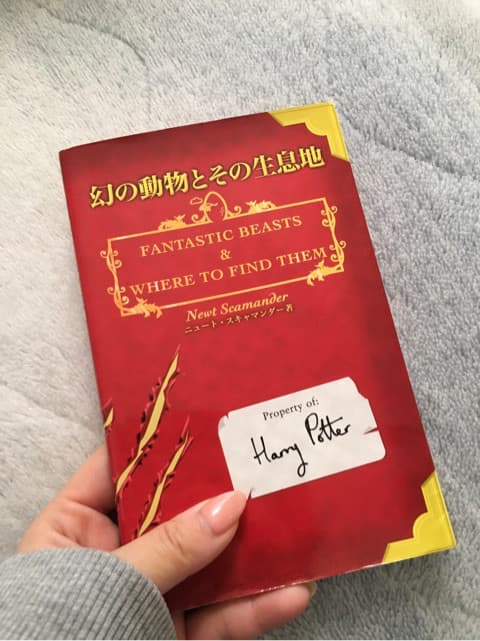 幻の動物とその生息地
FANTASTIC BEASTS
&
WHERE TO FIND THEM
Newt Scamander
ニュート・スキャマンダー著
Property of:
Harry Potter